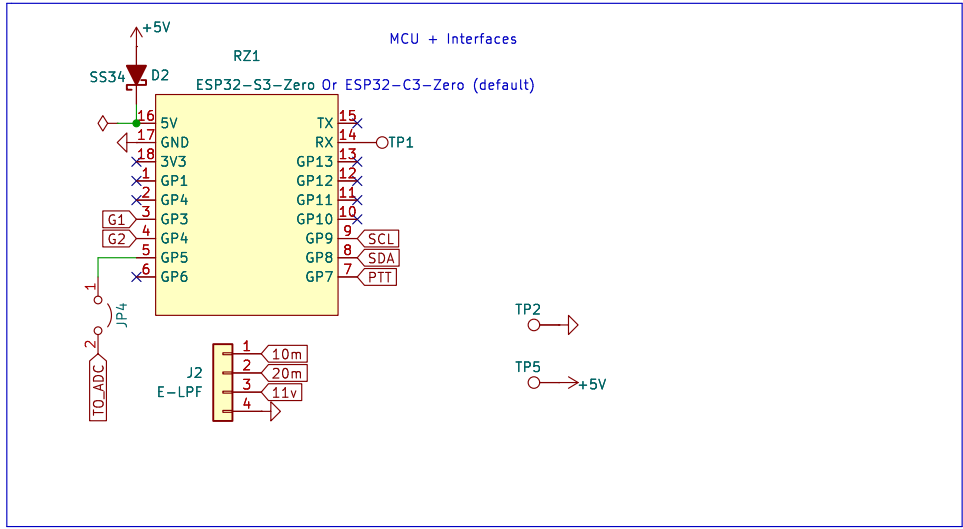 +5V
MCU + Interfaces
RZ1
SS34
D2
ESP32-S3-Zero Or ESP32-C3-Zero (default)
16 5V TX 15
17 GND RX 14 TP1
18 3V3 GP13 13
1 GP1 GP12 12
2 GP4 GP11 11
G1 3 GP3 GP10 10
G2 4 GP4 GP9 9 SCL
5 GP5 GP8 8 SDA
6 GP6 GP7 7 PTT
1
JP4
2
TO_ADC
TP2
1 10m
J2 2 20m
E-LPF 3 11v
4
TP5
+5V